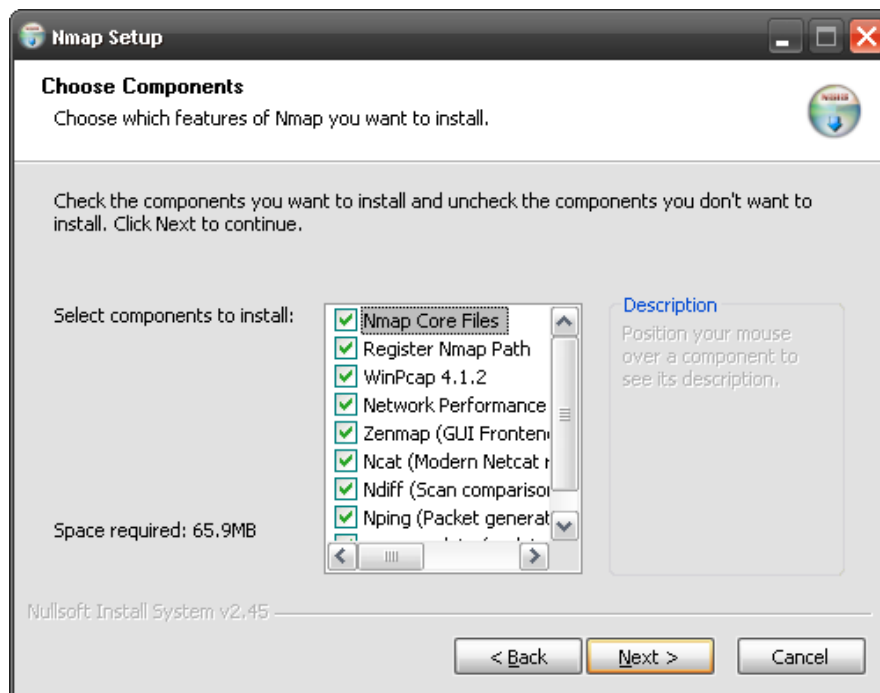 Nmap Setup
Choose Components
Choose which features of Nmap you want to install.
Check the components you want to install and uncheck the components you don't want to
install. Click Next to continue.
Select components to install:
Nmap Core Files
Register Nmap Path
WinPcap 4.1.2
Network Performance
Zenmap (GUI
Ncat (Modern Netcat
Ndiff (Scan
Nping (Packet
Description
Position your mouse
over a component to
see its description.
Space required: 65.9MB
Nullsoft Install System v2.45
< Back
Next >
Cancel